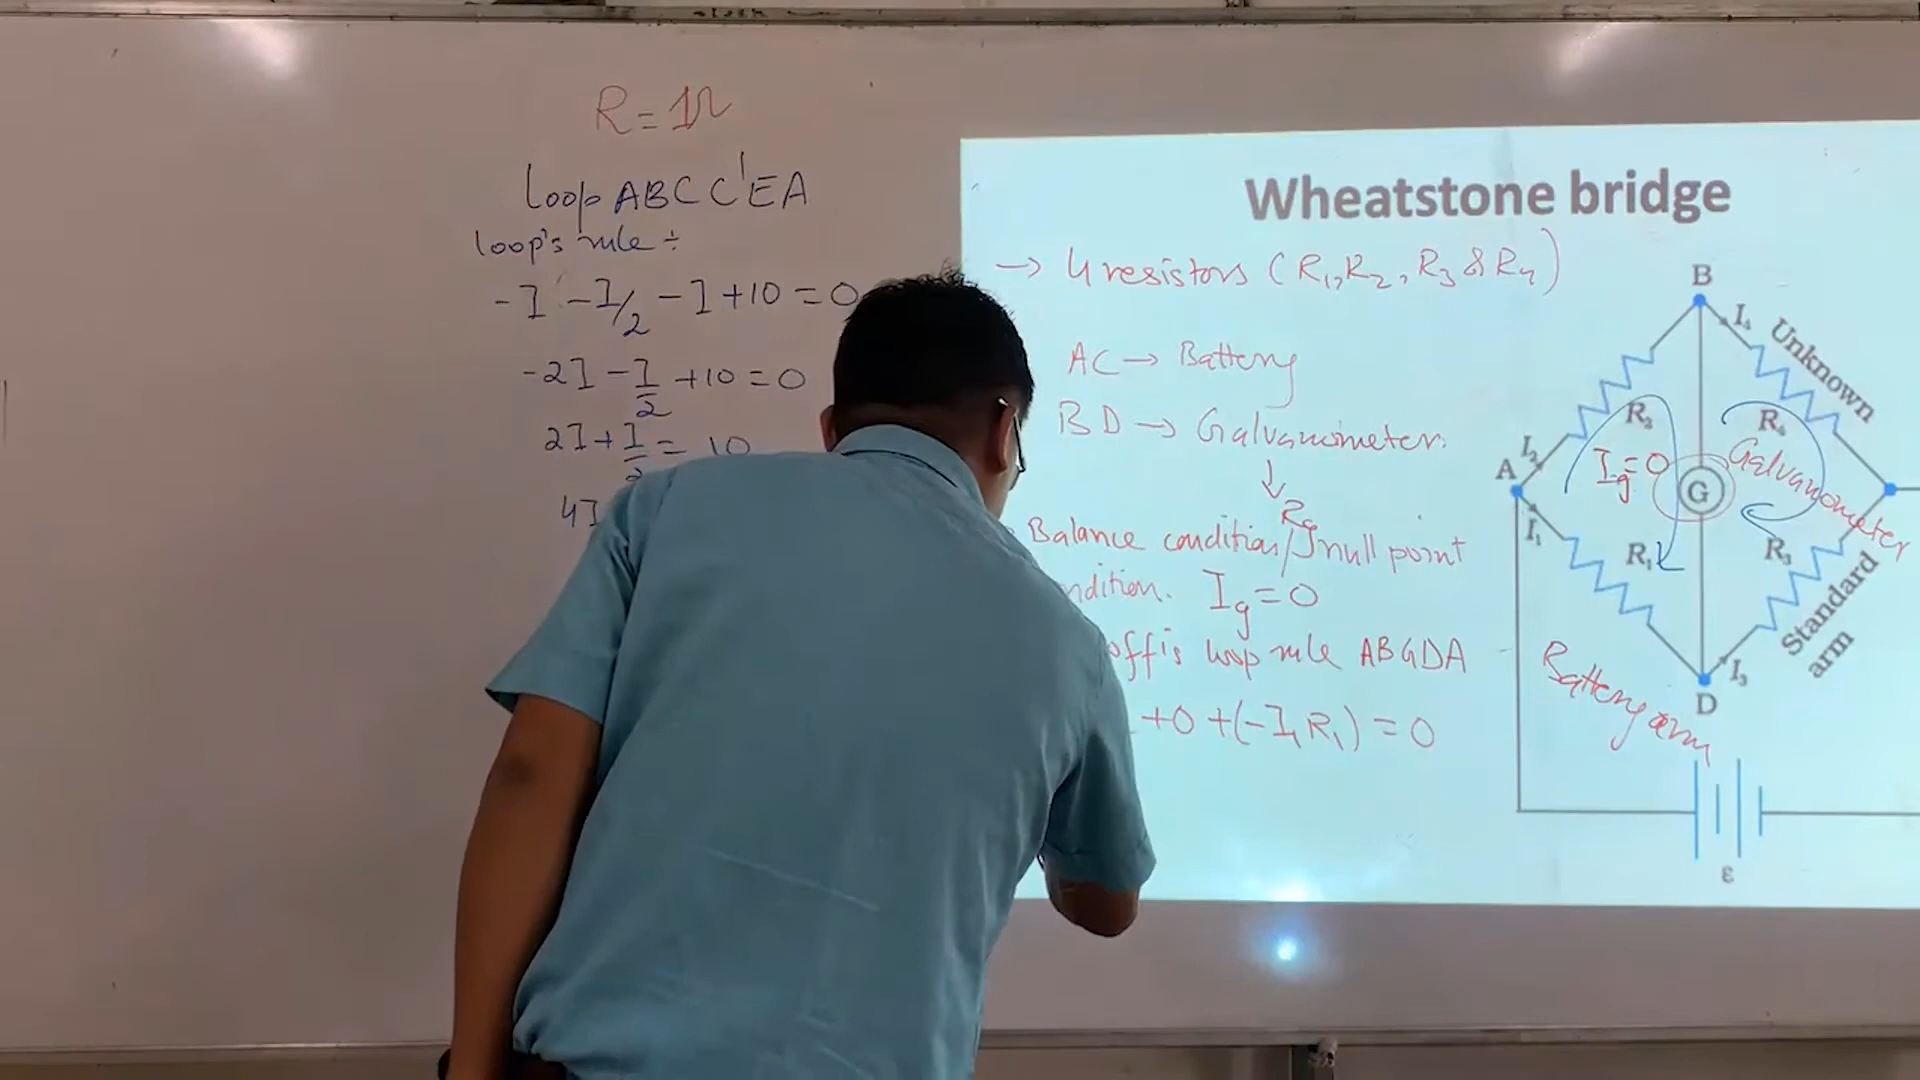 R = 1Ω
Loop ABCC'EA
loop's rule ÷
-I -I/2 - I + 10 = 0
-2I - I/2 + 10 = 0
2I + I/2 = 10
4I
Wheatstone bridge
→ 4 resistors (R1, R2, R3 & R4)
AC → Battery
BD → Galvanometer.
↓
Rg
Balance condition / null point
ndition. Ig = 0
offis loop rule ABGDA
+0 + (-I1R1) = 0
B
I4
Unknown
R2
R4
I2
A
Ig = 0
G
Galvanometer
I1
R1
R3
Standard
arm
I3
D
Battery arm
ε